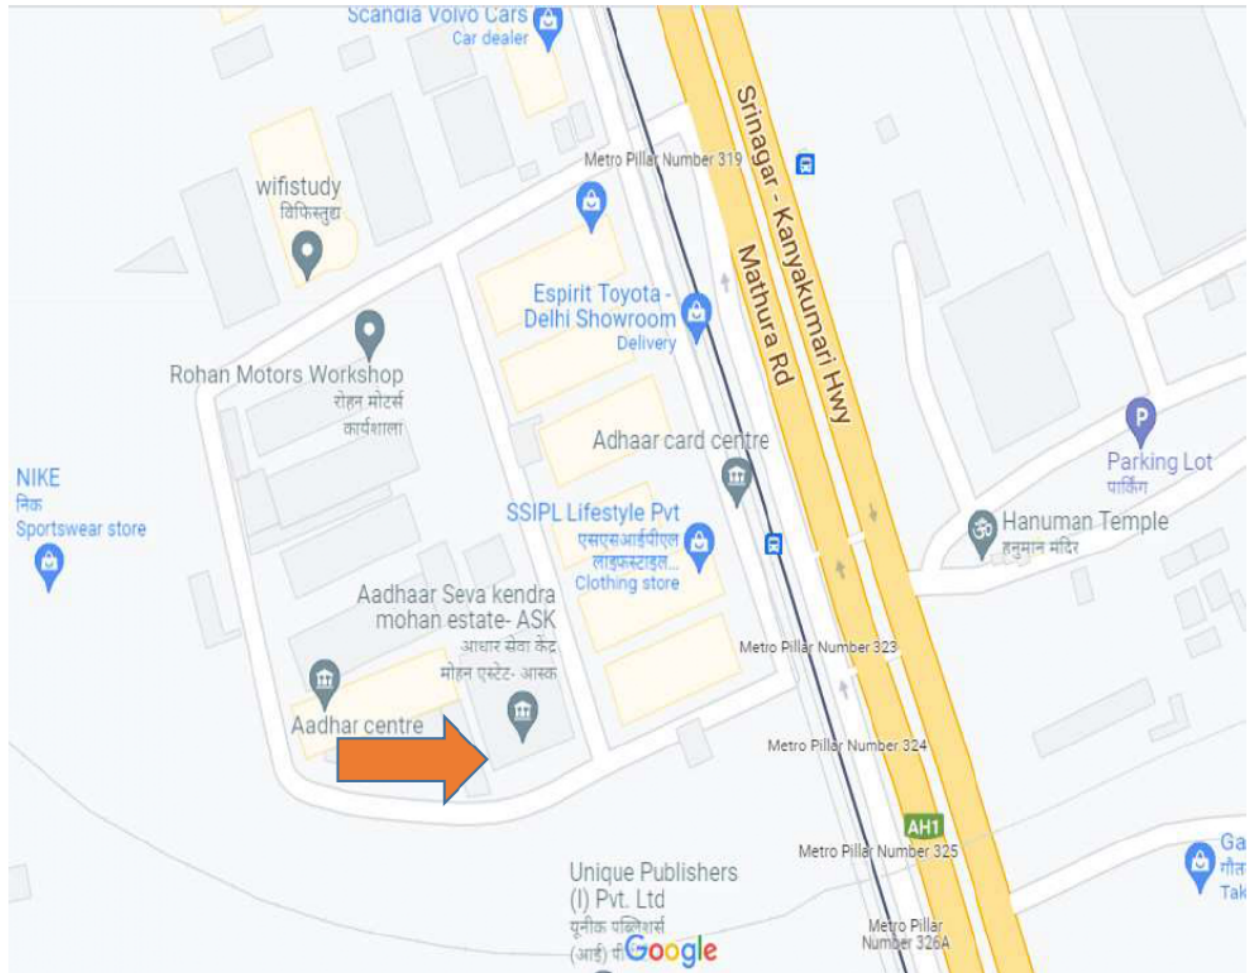 Scandia Volvo Cars
Car dealer
Srinagar - Kanyakumari Hwy
Metro Pillar Number 319
wifistudy
विफिस्तुद्य
Mathura Rd
Espirit Toyota -
Delhi Showroom
Delivery
Rohan Motors Workshop
रोहन मोटर्स
कार्यशाला
Adhaar card centre
P
Parking Lot
पार्किंग
NIKE
निक
Sportswear store
SSIPL Lifestyle Pvt
एसएसआईपीएल
लाइफस्टाइल...
Clothing store
ॐ
Hanuman Temple
हनुमान मंदिर
Aadhaar Seva kendra
mohan estate- ASK
आधार सेवा केंद्र
मोहन एस्टेट- आस्क
Metro Pillar Number 323
Aadhar centre
Metro Pillar Number 324
AH1
Metro Pillar Number 325
Ga
गौत
Tak
Unique Publishers
(I) Pvt. Ltd
यूनीक पब्लिशर्स
(आई) पी
Google
Metro Pillar
Number 326A